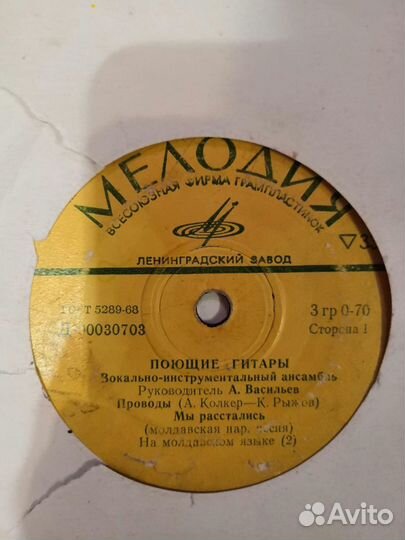 МЕЛОДИЯ
ВСЕСОЮЗНАЯ ФИРМА ГРАМПЛАСТИНОК
ЛЕНИНГРАДСКИЙ ЗАВОД
▽3
ГОСТ 5289-68
3 гр 0-70
Д-00030703
Сторона 1
ПОЮЩИЕ ГИТАРЫ
Вокально-инструментальный ансамбль
Руководитель А. Васильев
Проводы (А. Колкер—К. Рыжов)
Мы расстались
(молдавская нар. песня)
На молдавском языке (2)
Avito